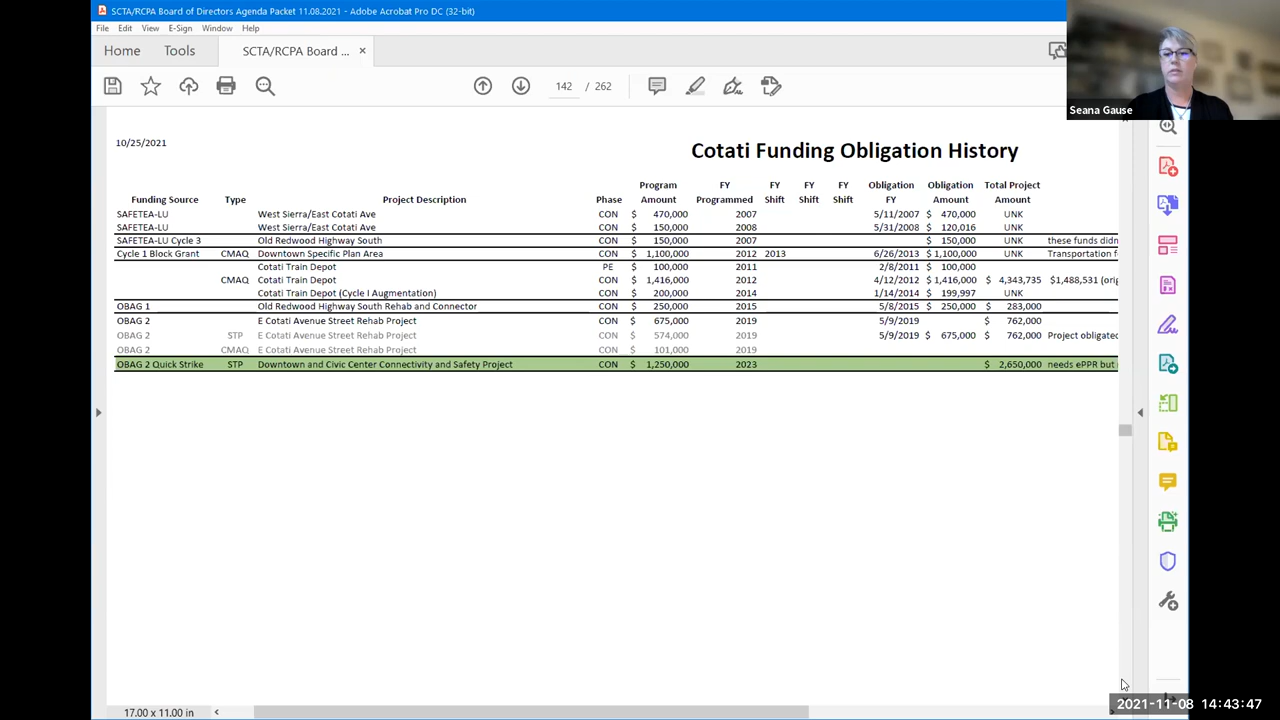 SCTA/RCPA Board of Directors Agenda Packet 11.08.2021 - Adobe Acrobat Pro DC (32-bit)
File Edit View E-Sign Window Help
Home Tools SCTA/RCPA Board ... ×
142 / 262
Seana Gause
10/25/2021
Cotati Funding Obligation History
Program FY FY FY FY Obligation Obligation Total Project
Funding Source Type Project Description Phase Amount Programmed Shift Shift Shift FY Amount Amount
SAFETEA-LU West Sierra/East Cotati Ave CON $ 470,000 2007 5/11/2007 $ 470,000 UNK
SAFETEA-LU West Sierra/East Cotati Ave CON $ 150,000 2008 5/31/2008 $ 120,016 UNK
SAFETEA-LU Cycle 3 Old Redwood Highway South CON $ 150,000 2007 $ 150,000 UNK these funds didn
Cycle 1 Block Grant CMAQ Downtown Specific Plan Area CON $ 1,100,000 2012 2013 6/26/2013 $ 1,100,000 UNK Transportation f
Cotati Train Depot PE $ 100,000 2011 2/8/2011 $ 100,000
CMAQ Cotati Train Depot CON $ 1,416,000 2012 4/12/2012 $ 1,416,000 $ 4,343,735 $1,488,531 (orig
Cotati Train Depot (Cycle I Augmentation) CON $ 200,000 2014 1/14/2014 $ 199,997 UNK
OBAG 1 Old Redwood Highway South Rehab and Connector CON $ 250,000 2015 5/8/2015 $ 250,000 $ 283,000
OBAG 2 E Cotati Avenue Street Rehab Project CON $ 675,000 2019 5/9/2019 $ 762,000
OBAG 2 STP E Cotati Avenue Street Rehab Project CON $ 574,000 2019 5/9/2019 $ 675,000 $ 762,000 Project obligated
OBAG 2 CMAQ E Cotati Avenue Street Rehab Project CON $ 101,000 2019
OBAG 2 Quick Strike STP Downtown and Civic Center Connectivity and Safety Project CON $ 1,250,000 2023 $ 2,650,000 needs ePPR but
17.00 x 11.00 in
2021-11-08 14:43:47